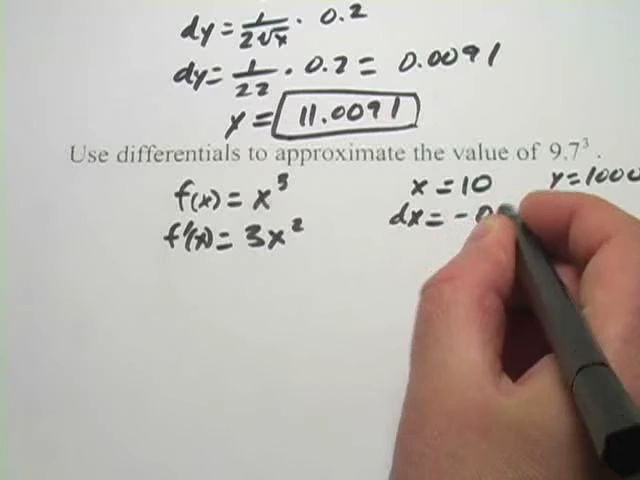 dy = 1/2√x · 0.2
dy = 1/22 · 0.2 = 0.0091
y = 11.0091
Use differentials to approximate the value of 9.7³.
f(x) = x³ x = 10 y = 1000
f'(x) = 3x² dx = -0